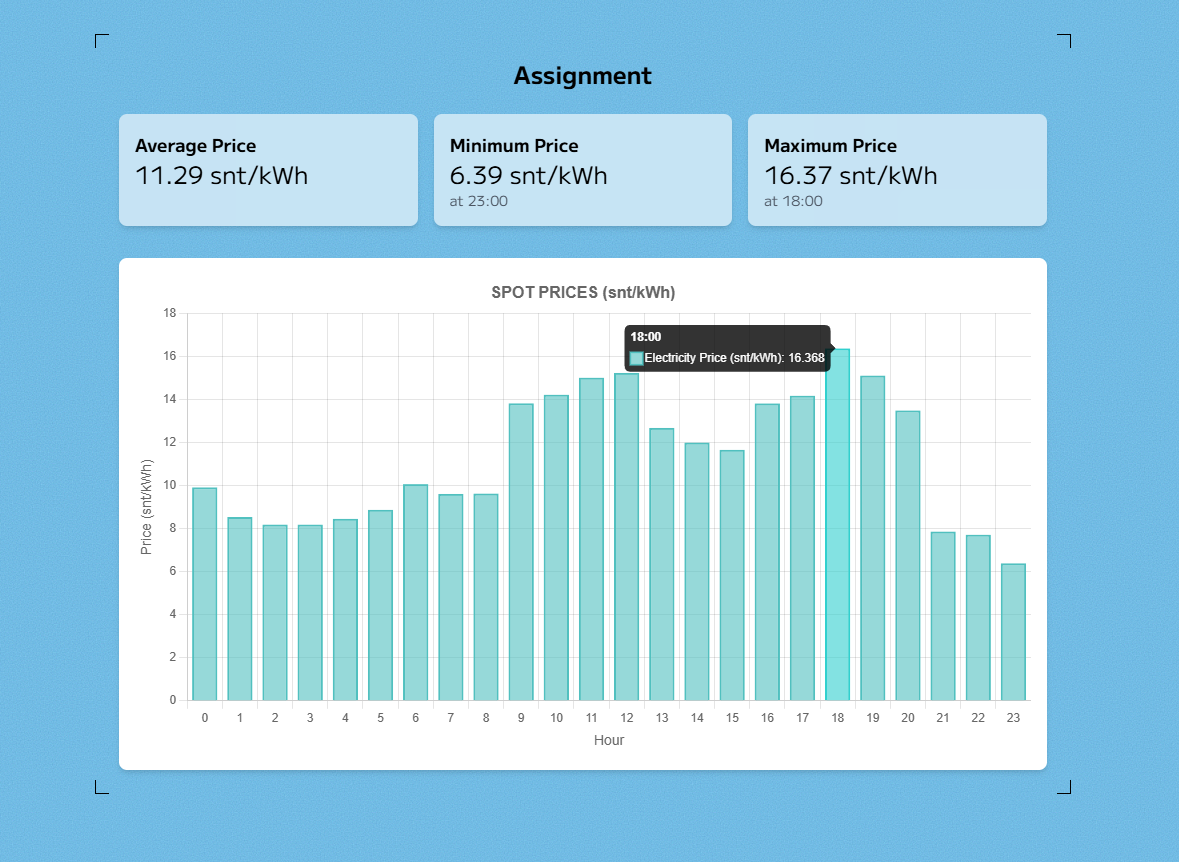 Assignment
Average Price
11.29 snt/kWh
Minimum Price
6.39 snt/kWh
at 23:00
Maximum Price
16.37 snt/kWh
at 18:00
SPOT PRICES (snt/kWh)
18:00
Electricity Price (snt/kWh): 16.368
Price (snt/kWh)
18
16
14
12
10
8
6
4
2
0
0 1 2 3 4 5 6 7 8 9 10 11 12 13 14 15 16 17 18 19 20 21 22 23
Hour